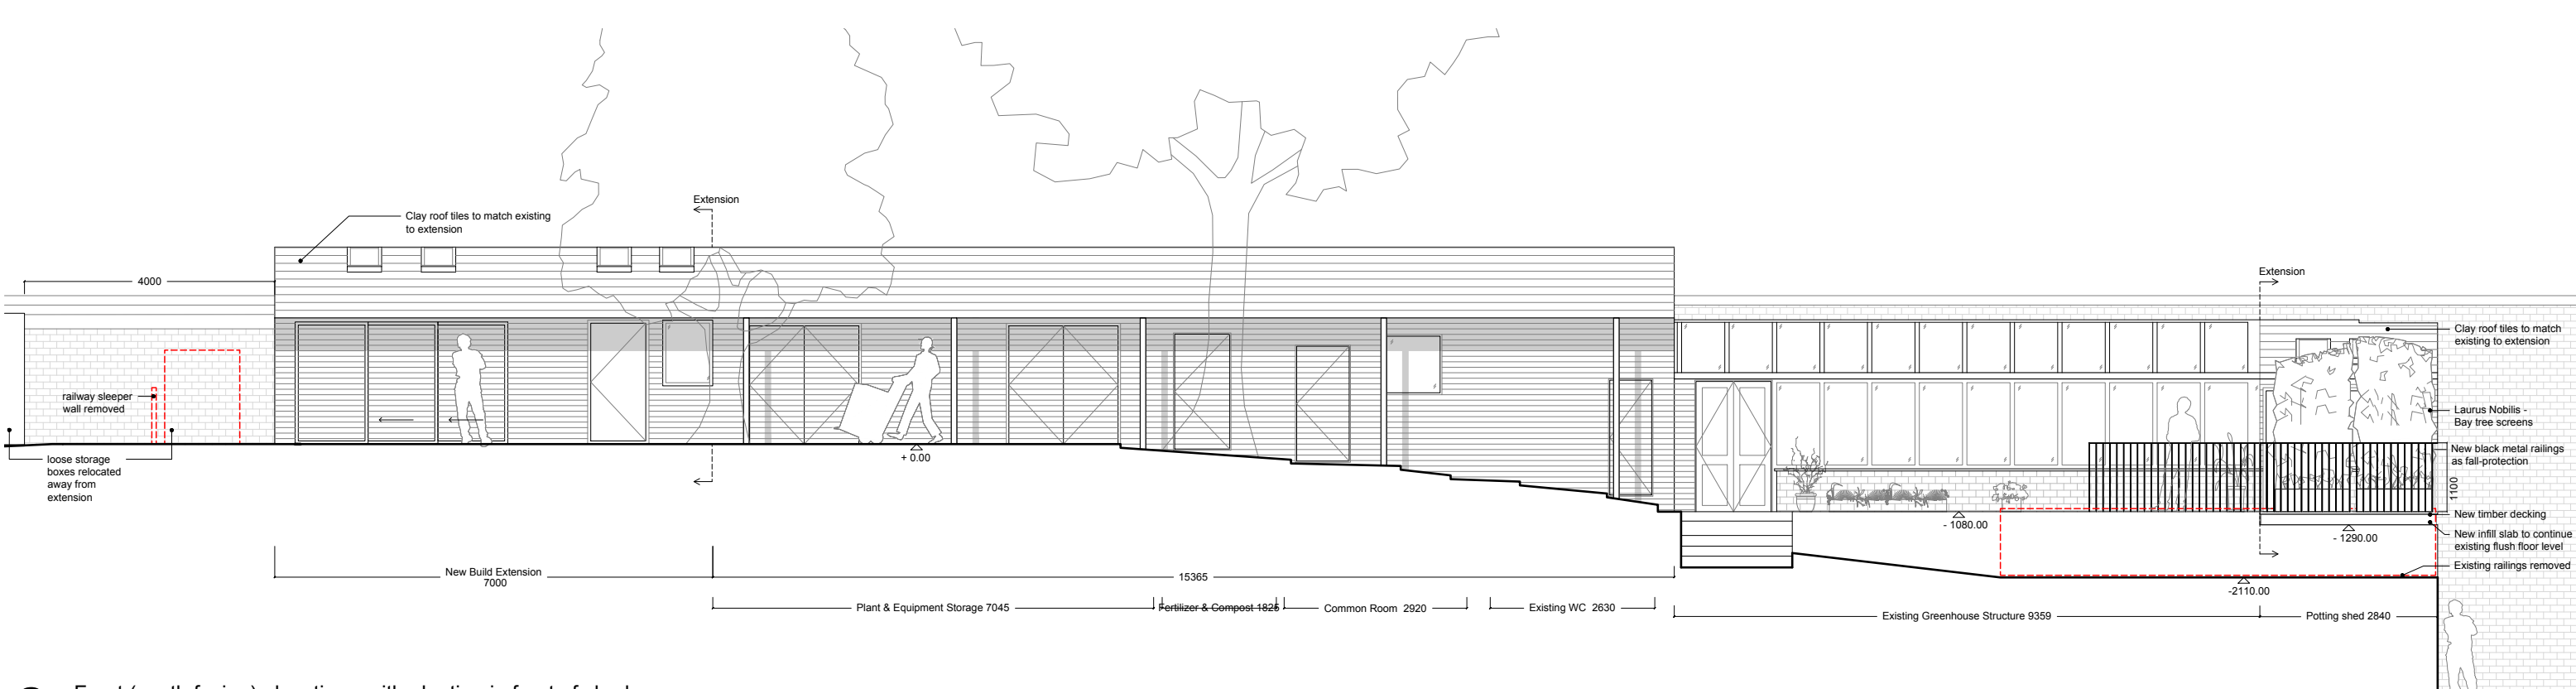 Extension
Clay roof tiles to match existing
to extension
4000
railway sleeper
wall removed
loose storage
boxes relocated
away from
extension
+ 0.00
New Build Extension
7000
15365
Plant & Equipment Storage 7045
Fertilizer & Compost 1826
Common Room 2920
Existing WC 2630
Extension
Clay roof tiles to match
existing to extension
Laurus Nobilis -
Bay tree screens
New black metal railings
as fall-protection
1100
New timber decking
- 1080.00
- 1290.00
New infill slab to continue
existing flush floor level
Existing railings removed
-2110.00
Existing Greenhouse Structure 9359
Potting shed 2840